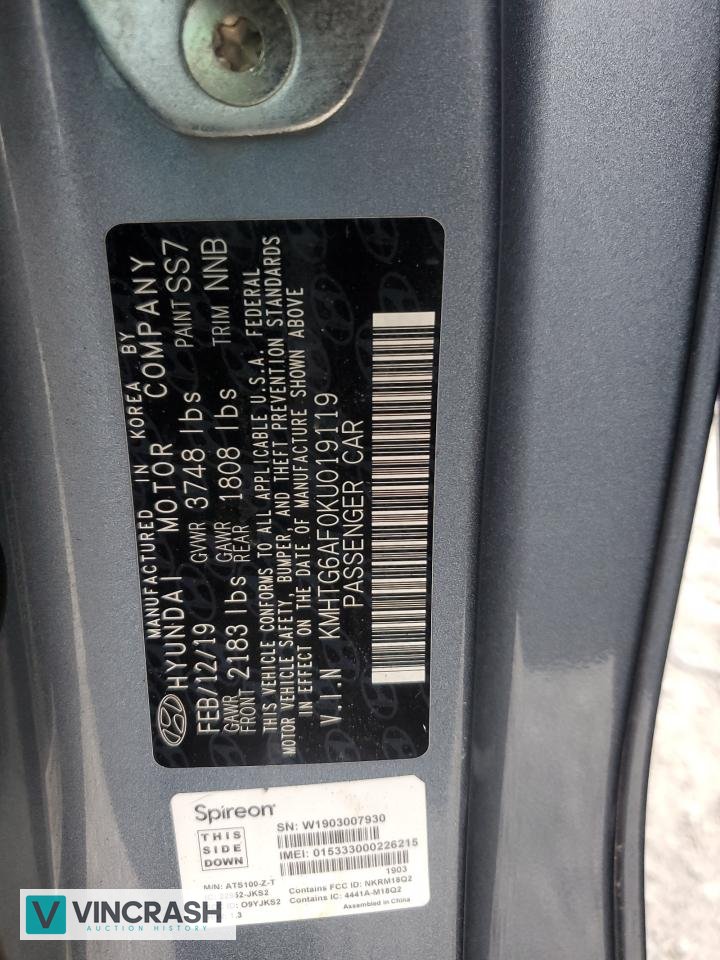 MANUFACTURED IN KOREA BY
HYUNDAI MOTOR COMPANY
FEB/12/19 GVWR 3748 lbs PAINT SS7
GAWR FRONT 2183 lbs GAWR REAR 1808 lbs TRIM NNB
THIS VEHICLE CONFORMS TO ALL APPLICABLE U.S.A. FEDERAL
MOTOR VEHICLE SAFETY, BUMPER, AND THEFT PREVENTION STANDARDS
IN EFFECT ON THE DATE OF MANUFACTURE SHOWN ABOVE
V.I.N KMHTG6AF0KU019119
PASSENGER CAR
Spireon
THIS
SIDE
DOWN
SN: W1903007930
IMEI: 015333000226215
1903
M/N: ATS100-Z-T
Contains FCC ID: NKRM18Q2
-JKS2
Contains IC: 4441A-M18Q2
ID: O9YJKS2
Assembled in China
VINCRASH
Auction History